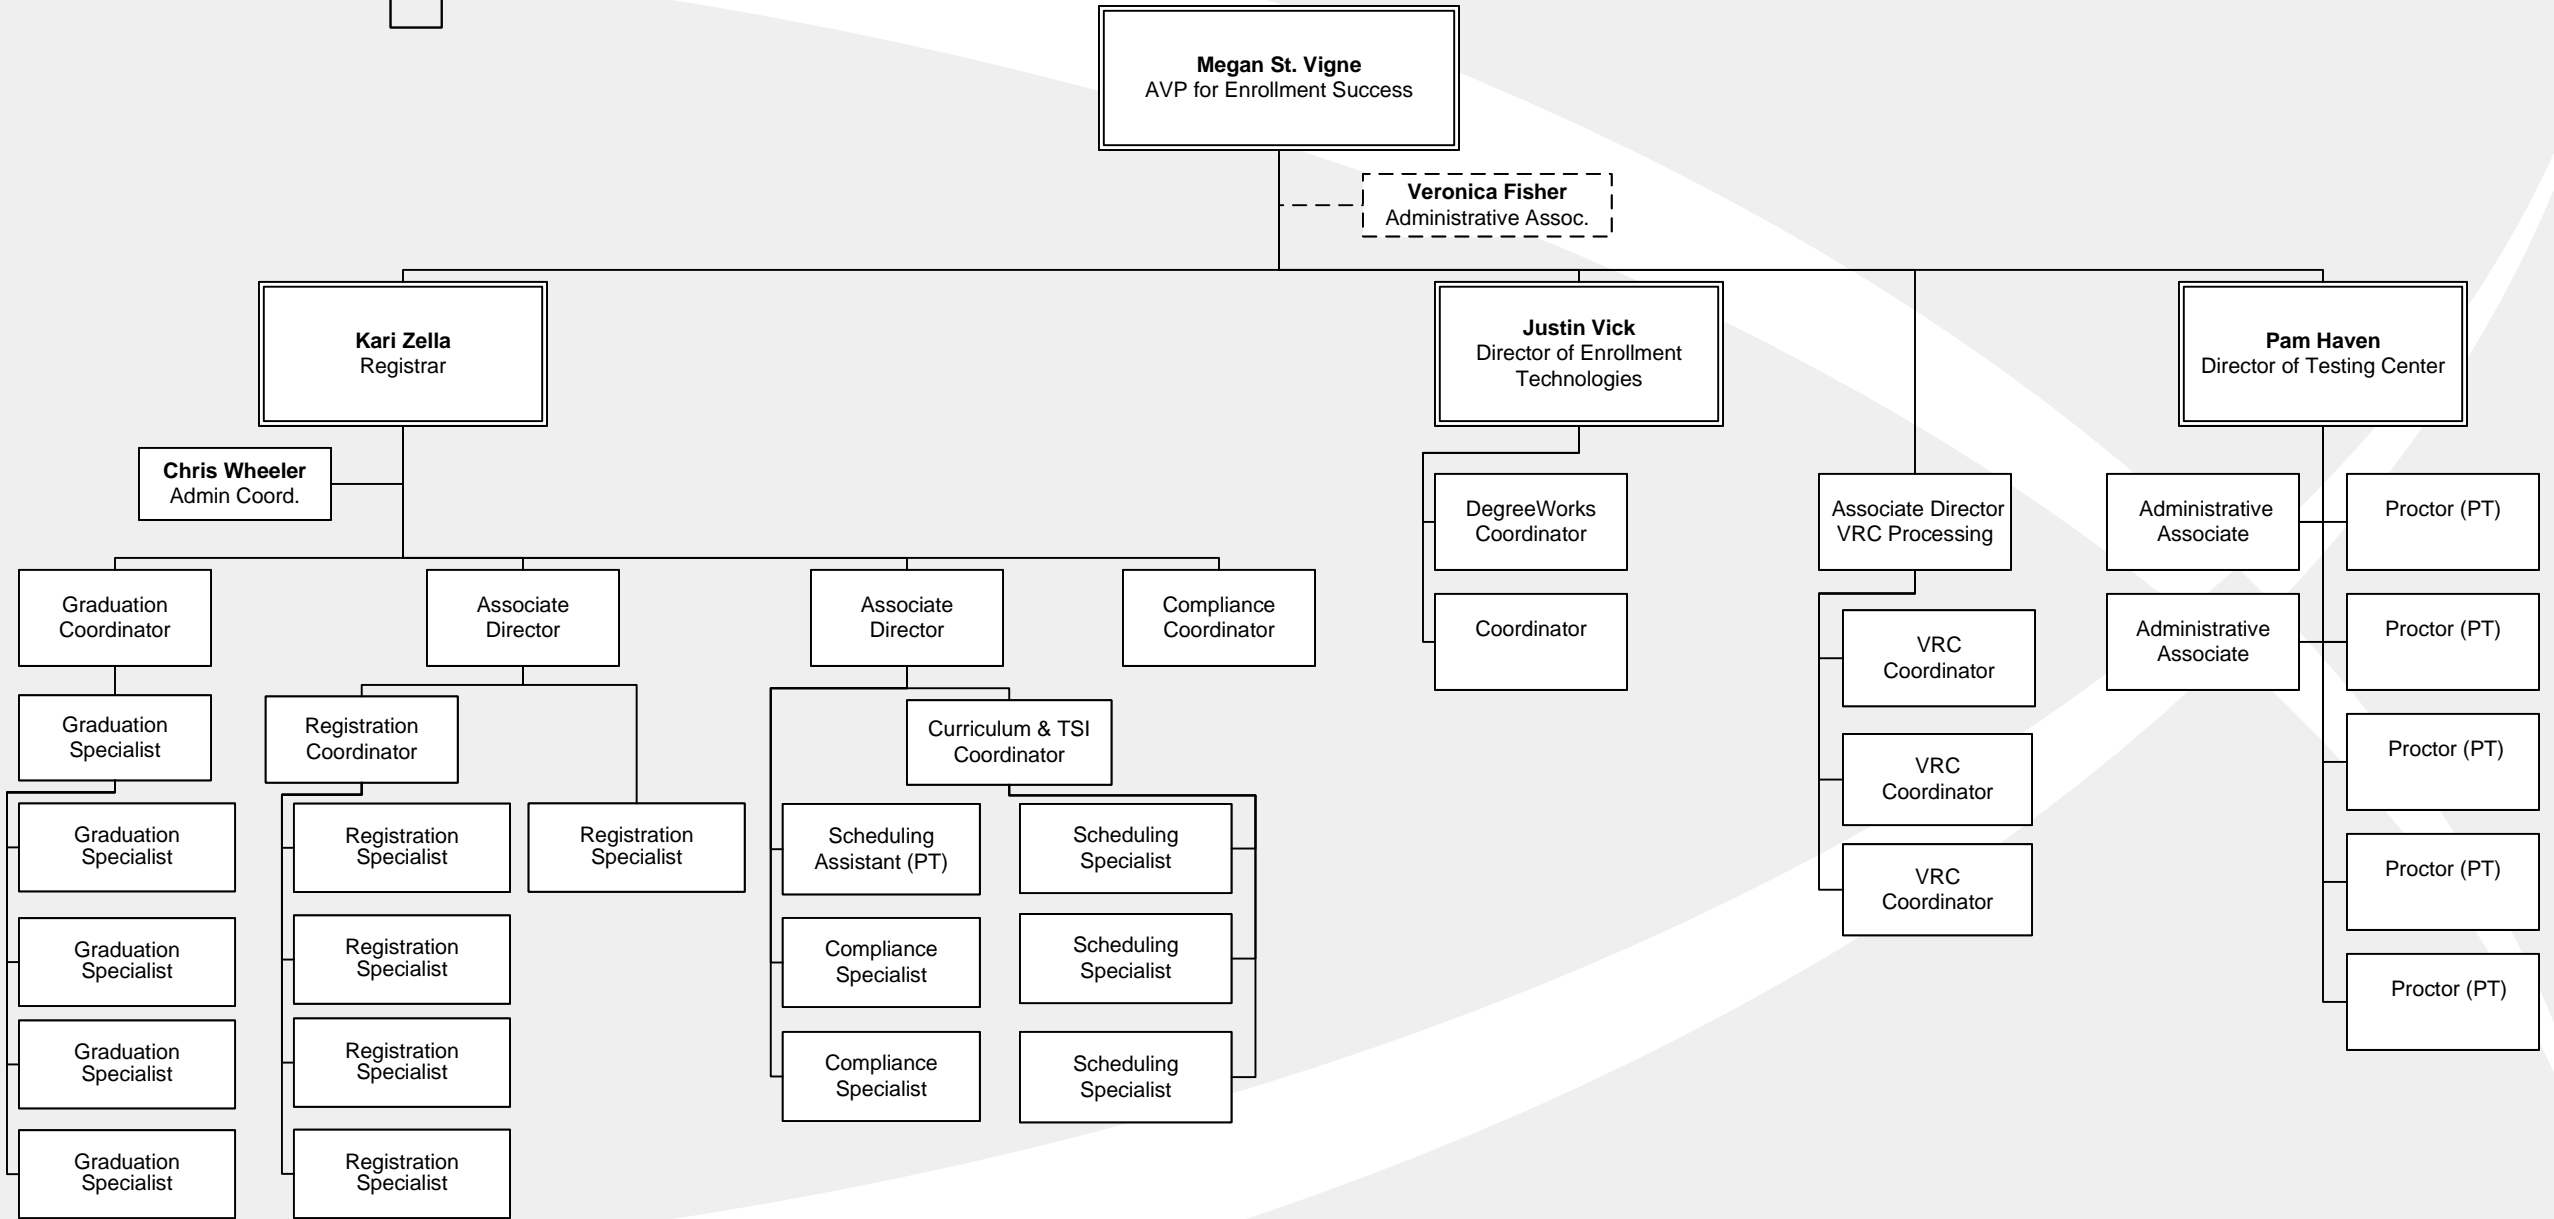 Megan St. Vigne
AVP for Enrollment Success
Veronica Fisher
Administrative Assoc.
Kari Zella
Registrar
Justin Vick
Director of Enrollment
Technologies
Pam Haven
Director of Testing Center
Chris Wheeler
Admin Coord.
DegreeWorks
Coordinator
Associate Director
VRC Processing
Administrative
Associate
Proctor (PT)
Graduation
Coordinator
Associate
Director
Associate
Director
Compliance
Coordinator
Coordinator
VRC
Coordinator
Administrative
Associate
Proctor (PT)
Graduation
Specialist
Registration
Coordinator
Curriculum & TSI
Coordinator
VRC
Coordinator
Proctor (PT)
Graduation
Specialist
Registration
Specialist
Registration
Specialist
Scheduling
Assistant (PT)
Scheduling
Specialist
VRC
Coordinator
Proctor (PT)
Graduation
Specialist
Registration
Specialist
Compliance
Specialist
Scheduling
Specialist
Proctor (PT)
Graduation
Specialist
Registration
Specialist
Compliance
Specialist
Scheduling
Specialist
Graduation
Specialist
Registration
Specialist